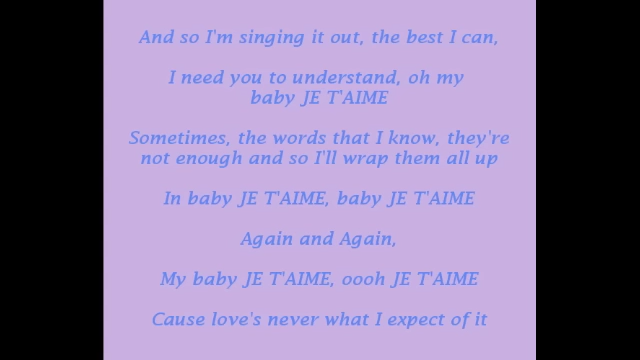 And so I'm singing it out, the best I can,
I need you to understand, oh my
baby JE T'AIME
Sometimes, the words that I know, they're
not enough and so I'll wrap them all up
In baby JE T'AIME, baby JE T'AIME
Again and Again,
My baby JE T'AIME, oooh JE T'AIME
Cause love's never what I expect of it